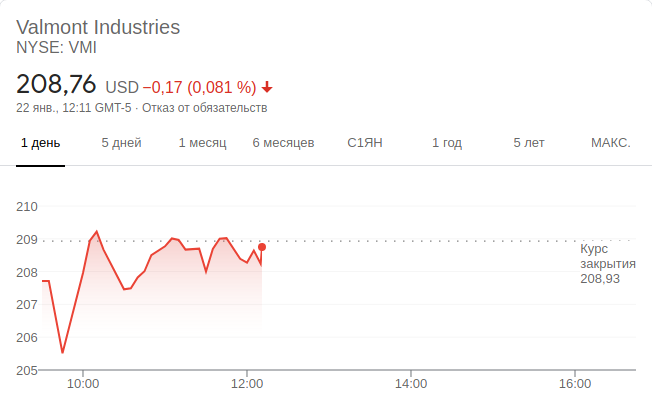 Valmont Industries
NYSE: VMI
208,76 USD −0,17 (0,081 %)
22 янв., 12:11 GMT-5 · Отказ от обязательств
1 день 5 дней 1 месяц 6 месяцев С1ЯН 1 год 5 лет МАКС.
210
209
Курс
закрытия
208,93
208
207
206
205
10:00 12:00 14:00 16:00